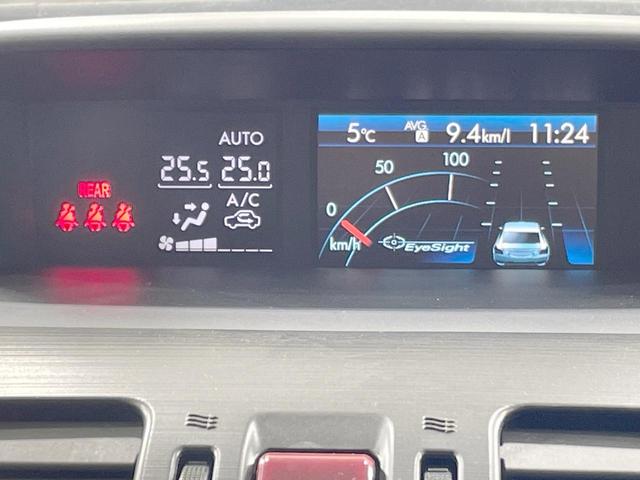 AUTO
25.5 25.0
A/C
REAR
5°C AVG A 9.4km/l 11:24
0 50 100
km/h
EyeSight